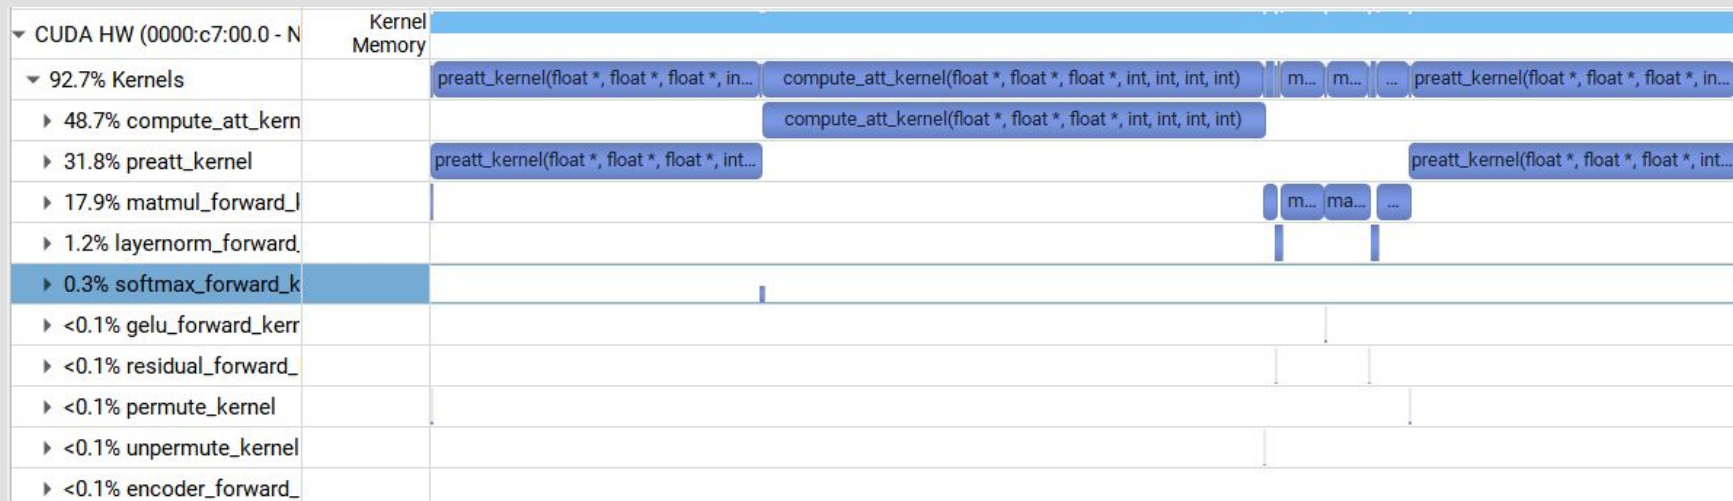 CUDA HW (0000:c7:00.0 - N
Kernel
Memory
92.7% Kernels
preatt_kernel(float *, float *, float *, in...
compute_att_kernel(float *, float *, float *, int, int, int, int)
m...
m...
...
preatt_kernel(float *, float *, float *, in...
48.7% compute_att_kern
compute_att_kernel(float *, float *, float *, int, int, int, int)
31.8% preatt_kernel
preatt_kernel(float *, float *, float *, int...
preatt_kernel(float *, float *, float *, int...
17.9% matmul_forward_k
m...
ma...
...
1.2% layernorm_forward_
0.3% softmax_forward_k
<0.1% gelu_forward_kerr
<0.1% residual_forward_
<0.1% permute_kernel
<0.1% unpermute_kernel
<0.1% encoder_forward_